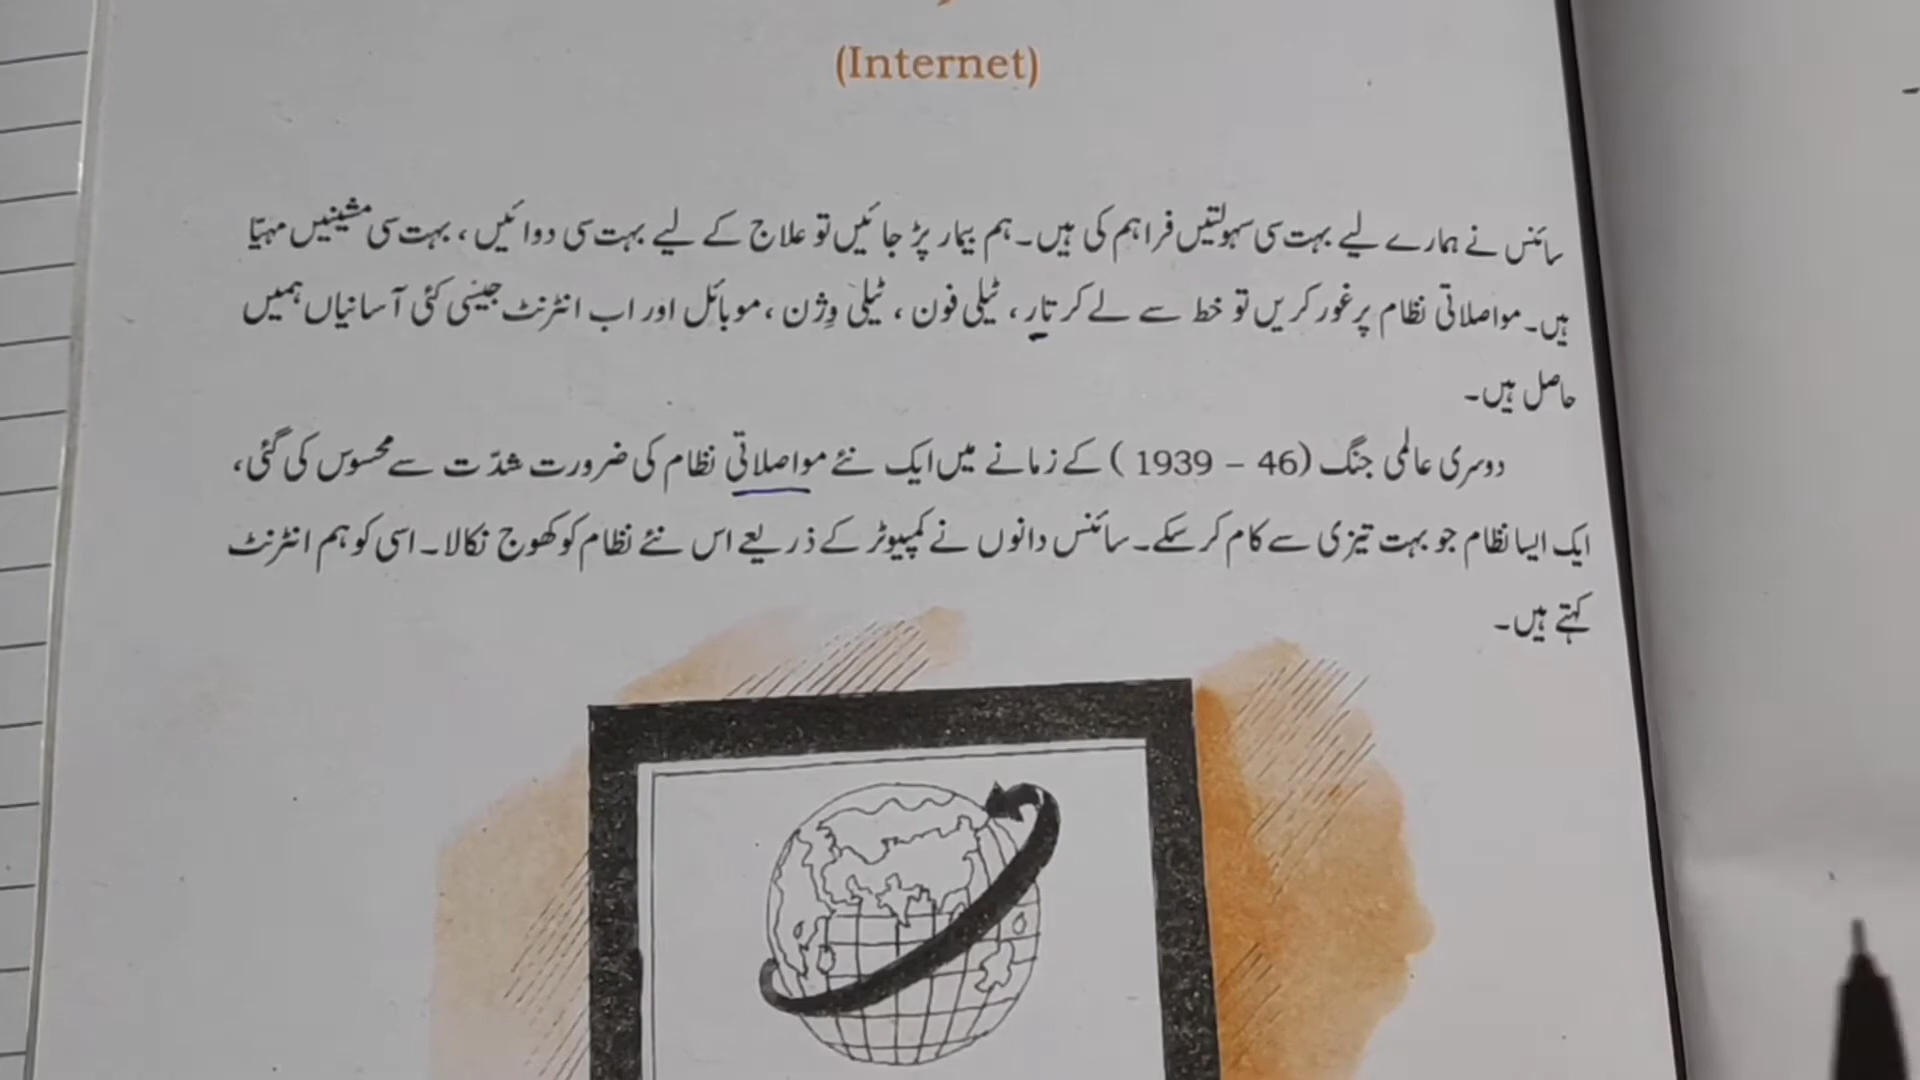 (Internet)
سائنس نے ہمارے لیے بہت سی سہولتیں فراہم کی ہیں۔ ہم بیمار پڑ جائیں تو علاج کے لیے بہت سی دوائیں، بہت سی مشینیں مہیّا
ہیں۔ مواصلاتی نظام پر غور کریں تو خط سے لے کر تار، ٹیلی فون، ٹیلی وِژن، موبائل اور اب انٹرنٹ جیسی کئی آسانیاں ہمیں
حاصل ہیں۔
دوسری عالمی جنگ (1939 – 46) کے زمانے میں ایک نئے مواصلاتی نظام کی ضرورت شدّت سے محسوس کی گئی،
ایک ایسا نظام جو بہت تیزی سے کام کر سکے۔ سائنس دانوں نے کمپیوٹر کے ذریعے اس نئے نظام کو کھوج نکالا۔ اسی کو ہم انٹرنٹ
کہتے ہیں۔